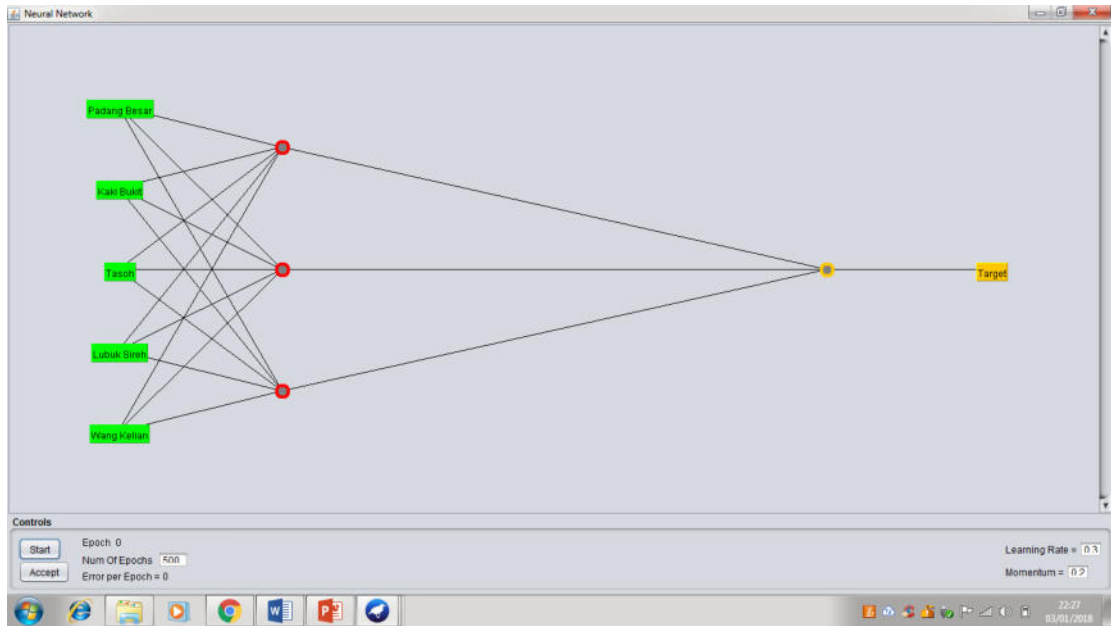 Neural Network
Padang Besar
Kaki Bukit
Tasoh
Target
Lubuk Sireh
Wang Kelian
Controls
Start
Epoch 0
Num Of Epochs 500
Accept
Error per Epoch = 0
Learning Rate = 0.3
Momentum = 0.2
22:27
03/01/2018